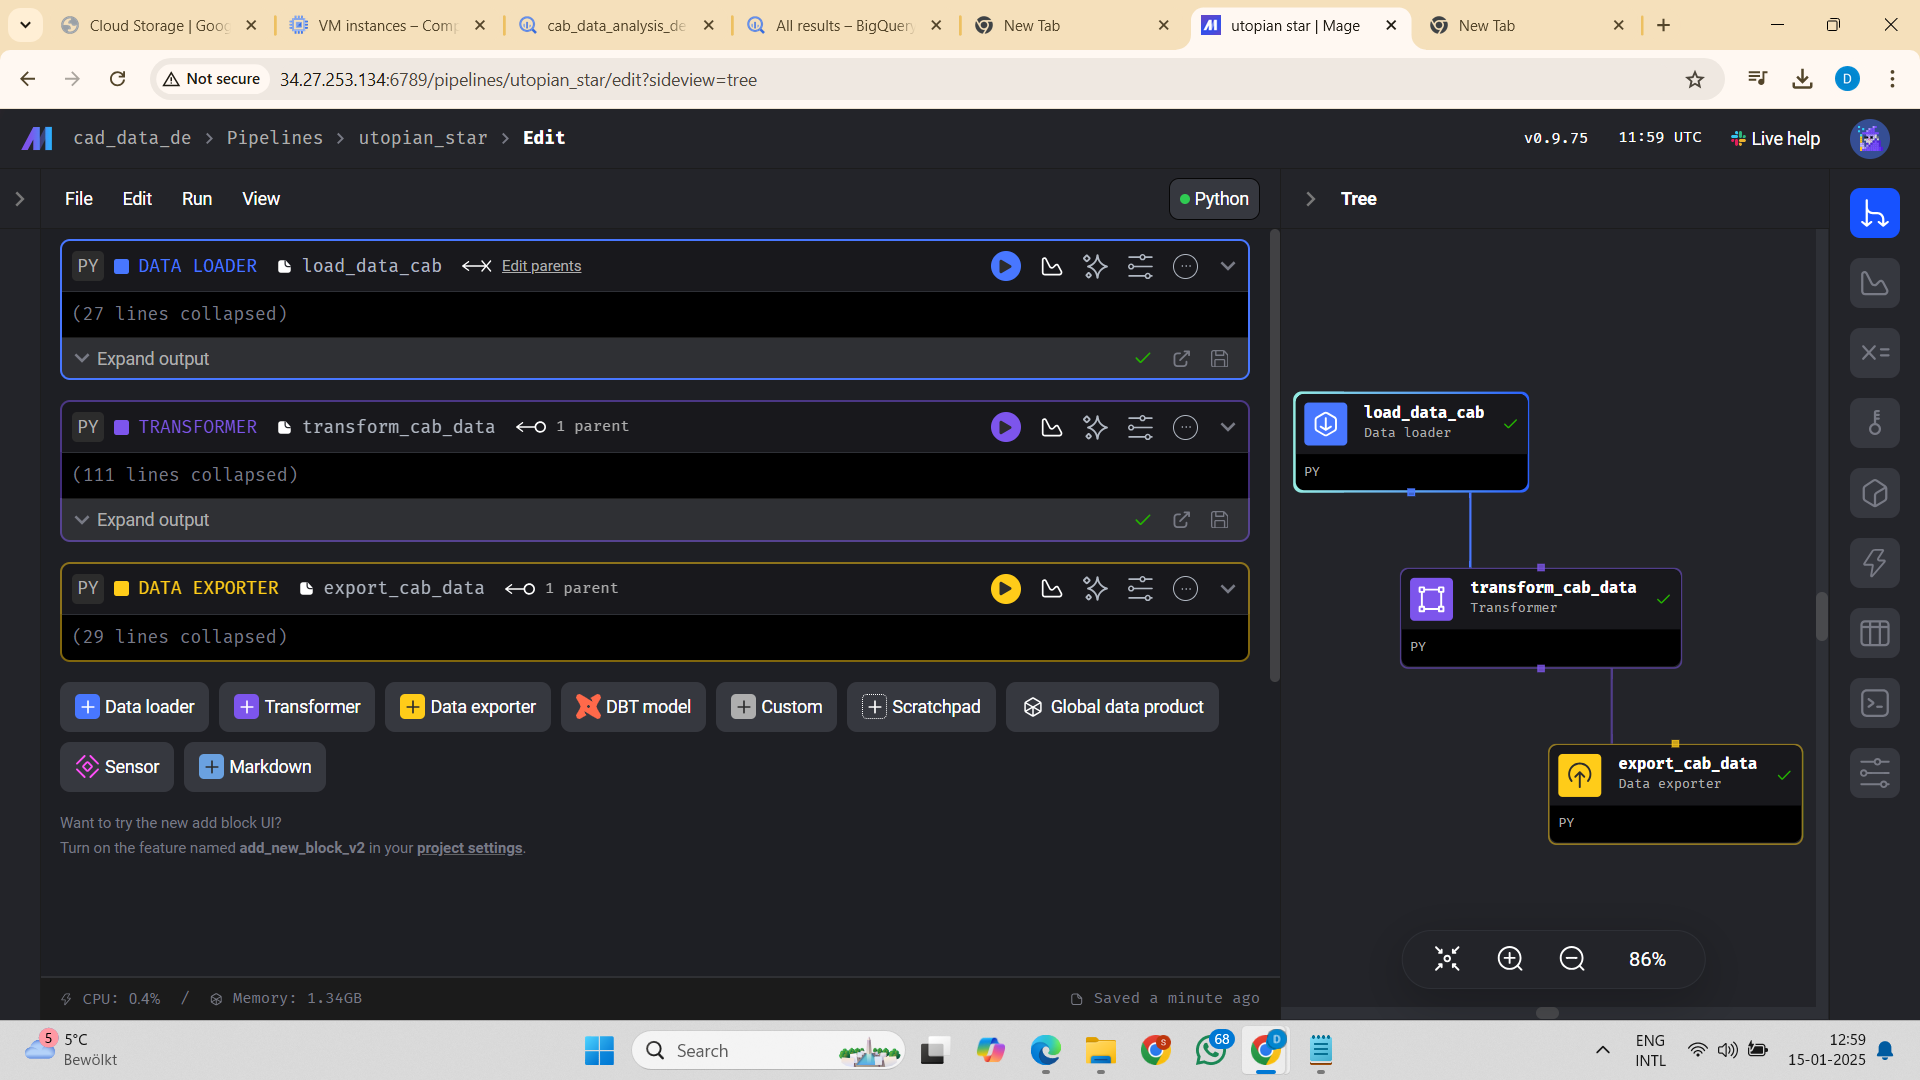 Cloud Storage | Goog
VM instances – Comp
cab_data_analysis_de
All results – BigQuery
New Tab
utopian star | Mage
New Tab
Not secure
34.27.253.134:6789/pipelines/utopian_star/edit?sideview=tree
D
cad_data_de > Pipelines > utopian_star > Edit
v0.9.75
11:59 UTC
Live help
File
Edit
Run
View
Python
Tree
PY DATA LOADER load_data_cab Edit parents
(27 lines collapsed)
Expand output
PY TRANSFORMER transform_cab_data 1 parent
(111 lines collapsed)
Expand output
PY DATA EXPORTER export_cab_data 1 parent
(29 lines collapsed)
Data loader
Transformer
Data exporter
DBT model
Custom
Scratchpad
Global data product
Sensor
Markdown
Want to try the new add block UI?
Turn on the feature named add_new_block_v2 in your project settings.
load_data_cab
Data loader
PY
transform_cab_data
Transformer
PY
export_cab_data
Data exporter
PY
86%
CPU: 0.4% / Memory: 1.34GB
Saved a minute ago
5
5°C
Bewölkt
Search
S
68
D
ENG
INTL
12:59
15-01-2025